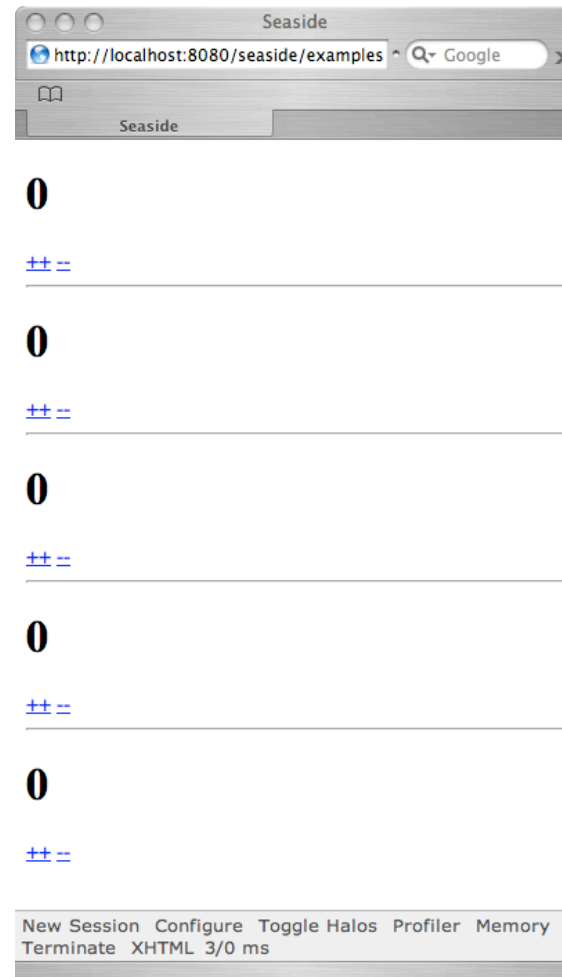 Seaside
http://localhost:8080/seaside/examples Google
Seaside
0
++ --
0
++ --
0
++ --
0
++ --
0
++ --
New Session Configure Toggle Halos Profiler Memory
Terminate XHTML 3/0 ms